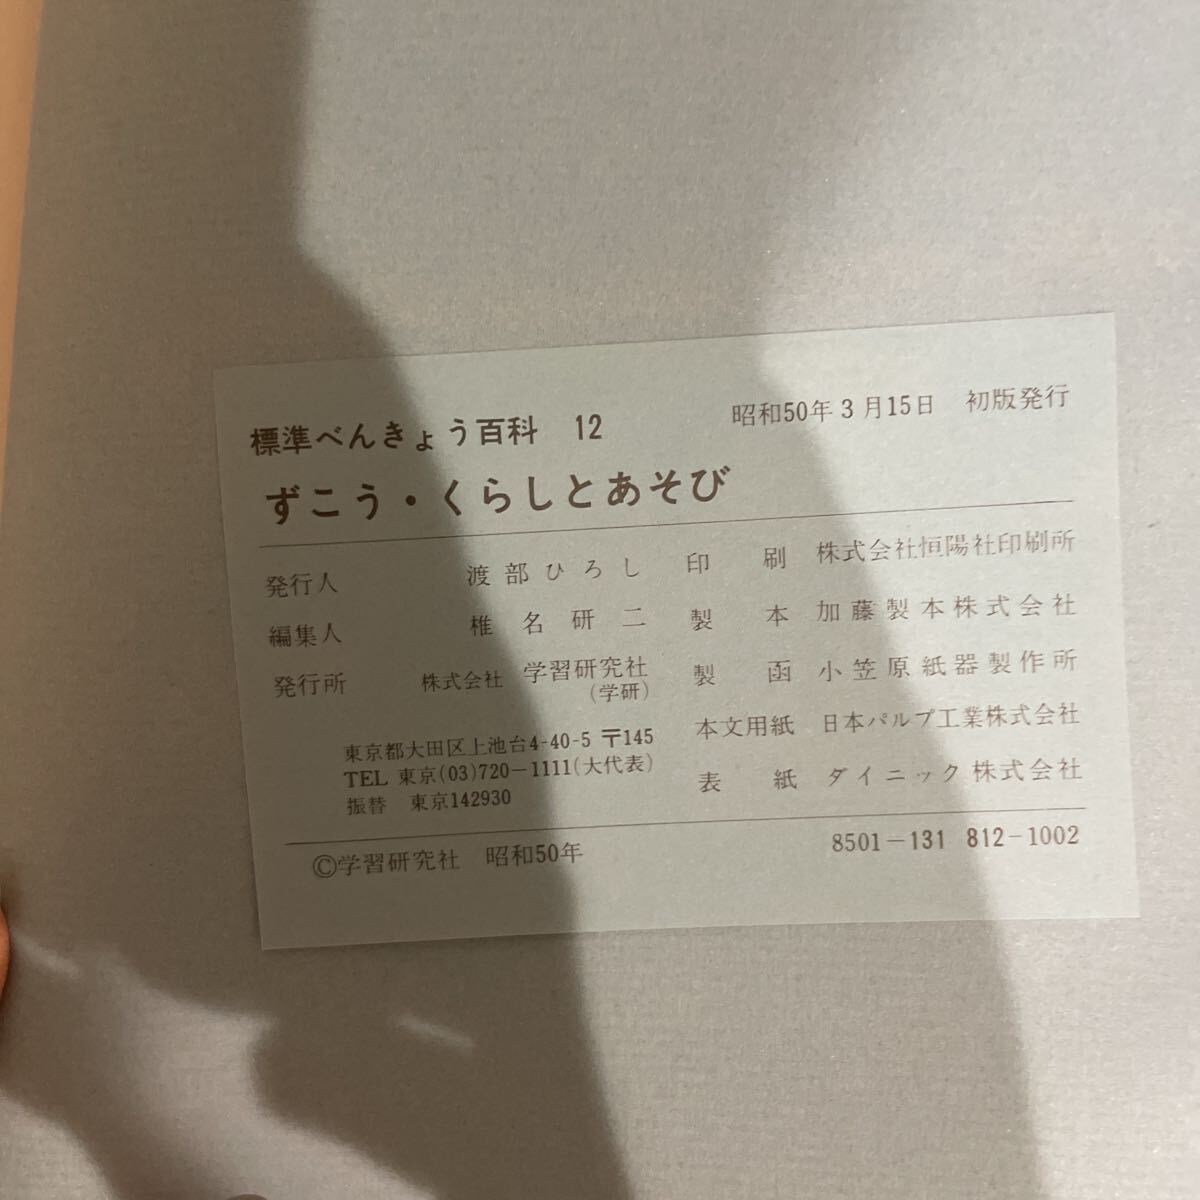 標準べんきょう百科 12
昭和50年3月15日 初版発行
ずこう・くらしとあそび
発行人 渡部ひろし
編集人 椎名研二
発行所 株式会社 学習研究社
(学研)
東京都大田区上池台4-40-5 〒145
TEL 東京(03)720-1111(大代表)
振替 東京142930
印刷 株式会社恒陽社印刷所
製本 加藤製本株式会社
製函 小笠原紙器製作所
本文用紙 日本パルプ工業株式会社
表紙 ダイニック株式会社
©学習研究社 昭和50年
8501-131 812-1002